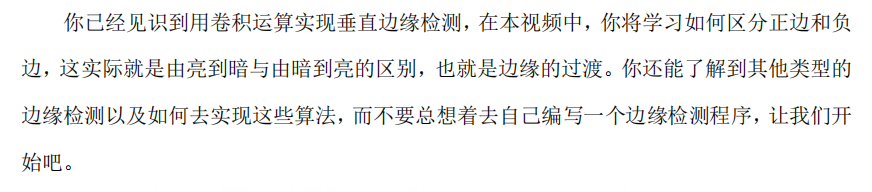 你已经见识到用卷积运算实现垂直边缘检测，在本视频中，你将学习如何区分正边和负
边，这实际就是由亮到暗与由暗到亮的区别，也就是边缘的过渡。你还能了解到其他类型的
边缘检测以及如何去实现这些算法，而不要总想着去自己编写一个边缘检测程序，让我们开
始吧。